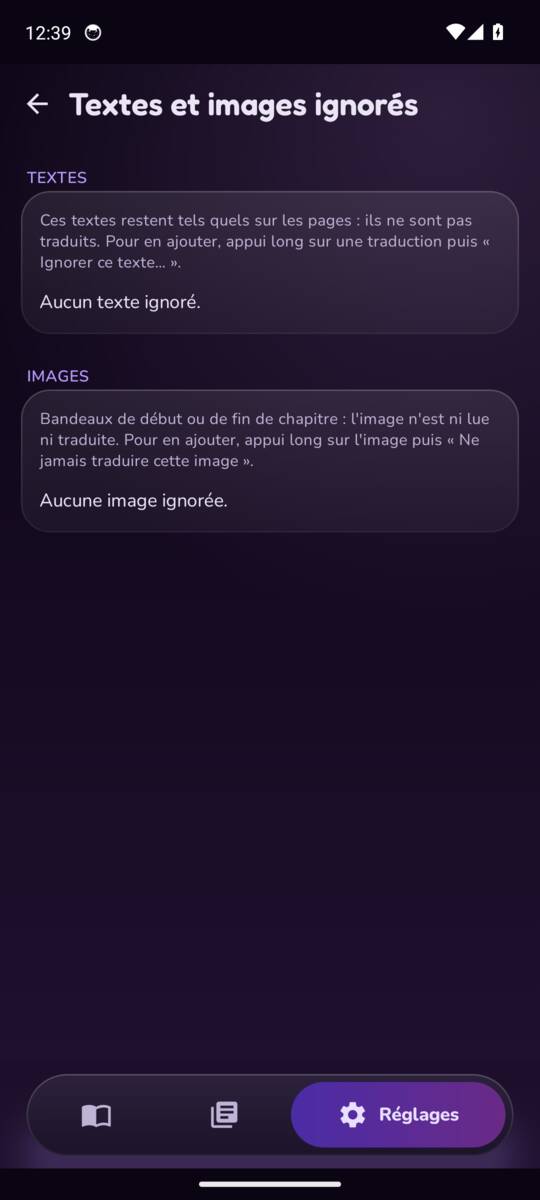 12:39
Textes et images ignorés
TEXTES
Ces textes restent tels quels sur les pages : ils ne sont pas
traduits. Pour en ajouter, appui long sur une traduction puis «
Ignorer ce texte… ».
Aucun texte ignoré.
IMAGES
Bandeaux de début ou de fin de chapitre : l'image n'est ni lue
ni traduite. Pour en ajouter, appui long sur l'image puis « Ne
jamais traduire cette image ».
Aucune image ignorée.
Réglages